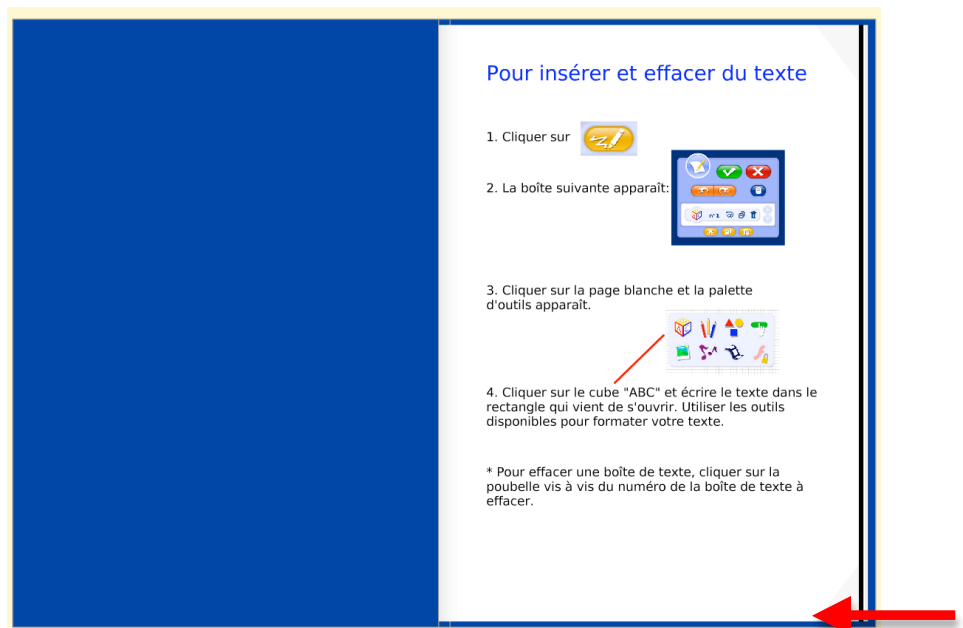 Pour insérer et effacer du texte
1. Cliquer sur
2. La boîte suivante apparaît:
n°1
3. Cliquer sur la page blanche et la palette
d'outils apparaît.
4. Cliquer sur le cube "ABC" et écrire le texte dans le
rectangle qui vient de s'ouvrir. Utiliser les outils
disponibles pour formater votre texte.
* Pour effacer une boîte de texte, cliquer sur la
poubelle vis à vis du numéro de la boîte de texte à
effacer.